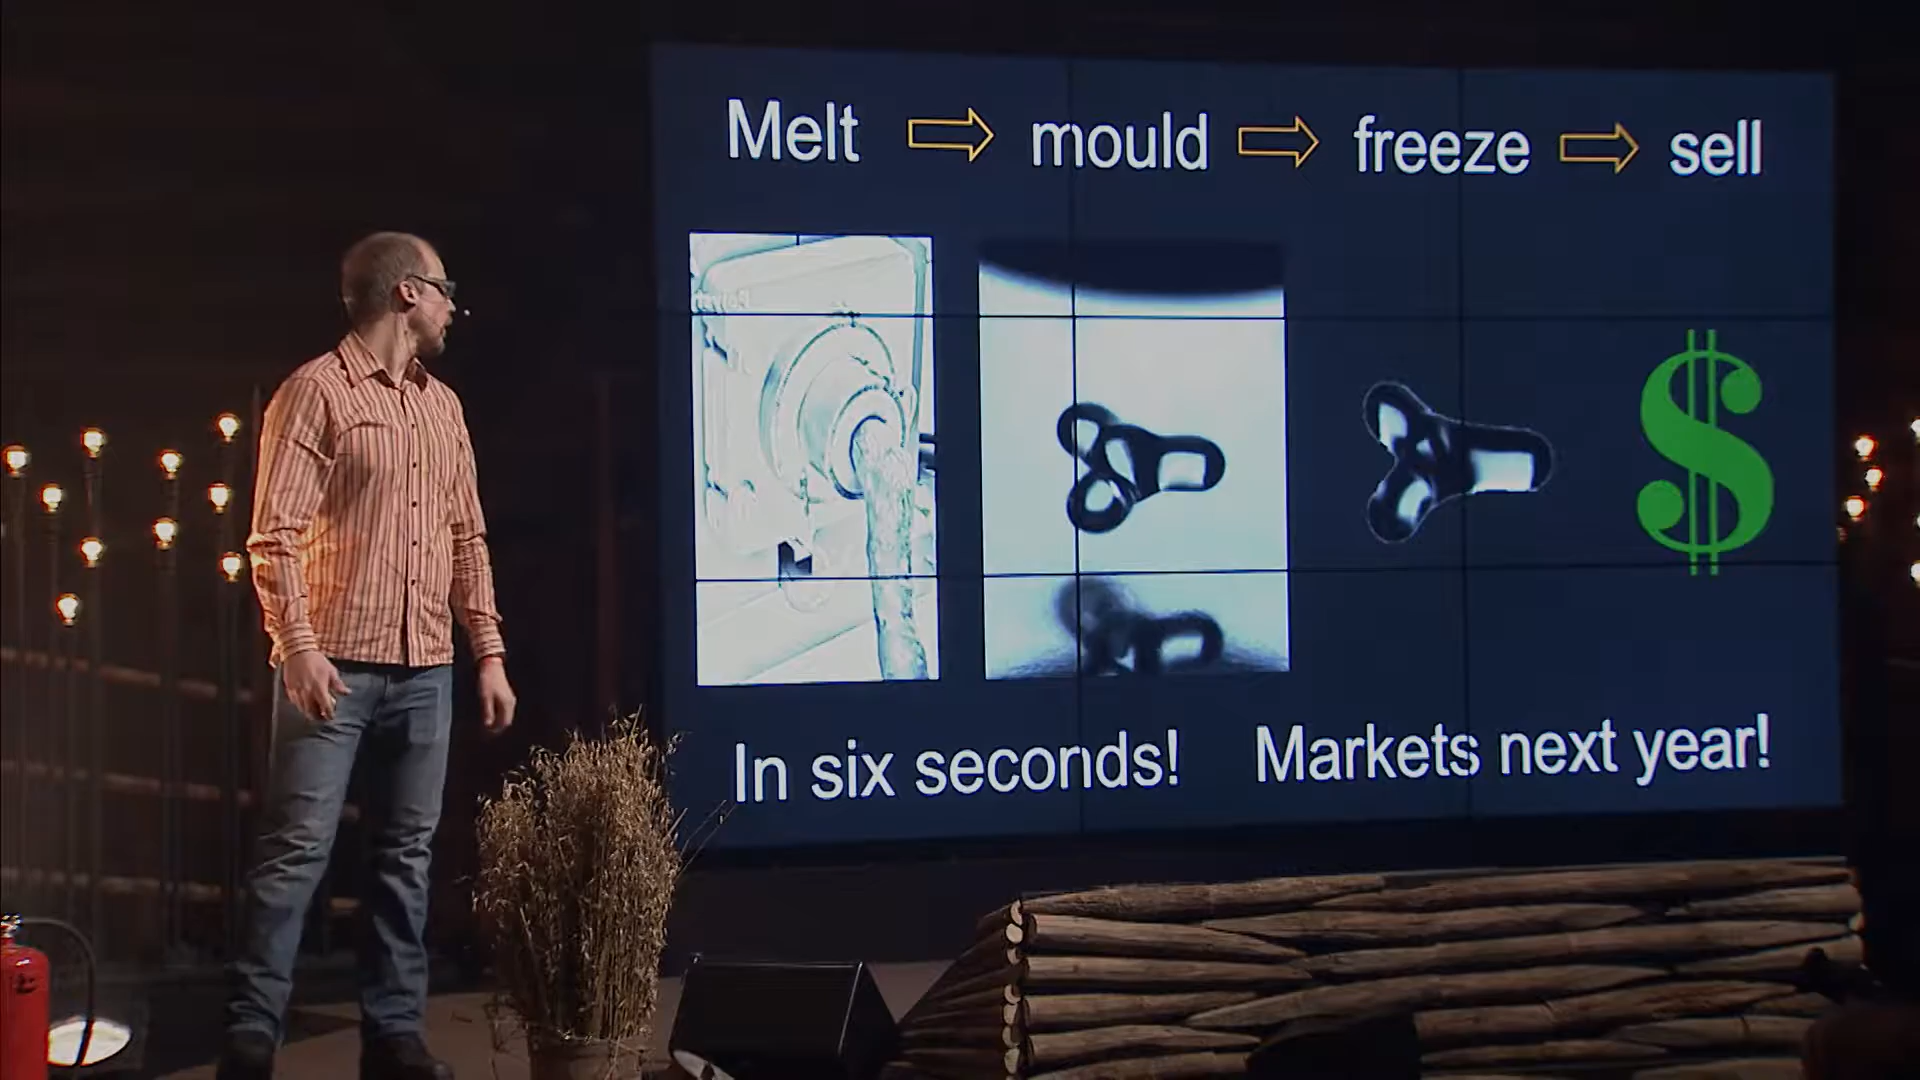 Melt ⇨ mould ⇨ freeze ⇨ sell
In six seconds! Markets next year!